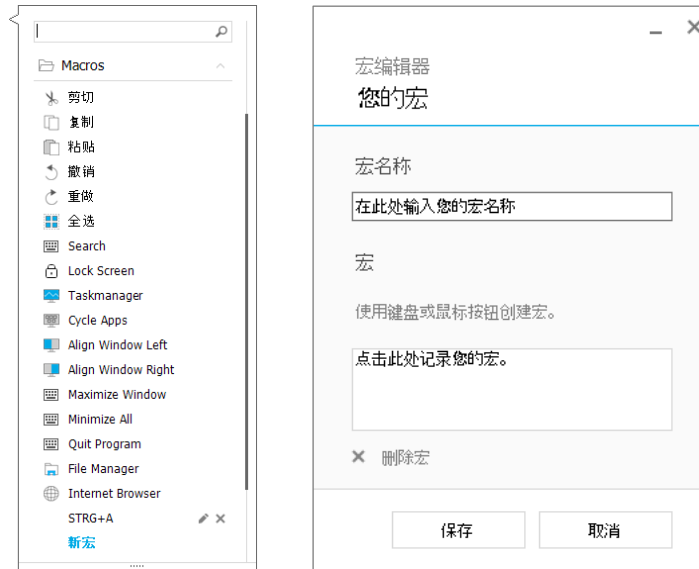 Macros
剪切
复制
粘贴
撤销
重做
全选
Search
Lock Screen
Taskmanager
Cycle Apps
Align Window Left
Align Window Right
Maximize Window
Minimize All
Quit Program
File Manager
Internet Browser
STRG+A
新宏
宏编辑器
您的宏
宏名称
在此处输入您的宏名称
宏
使用键盘或鼠标按钮创建宏。
点击此处记录您的宏。
删除宏
保存
取消